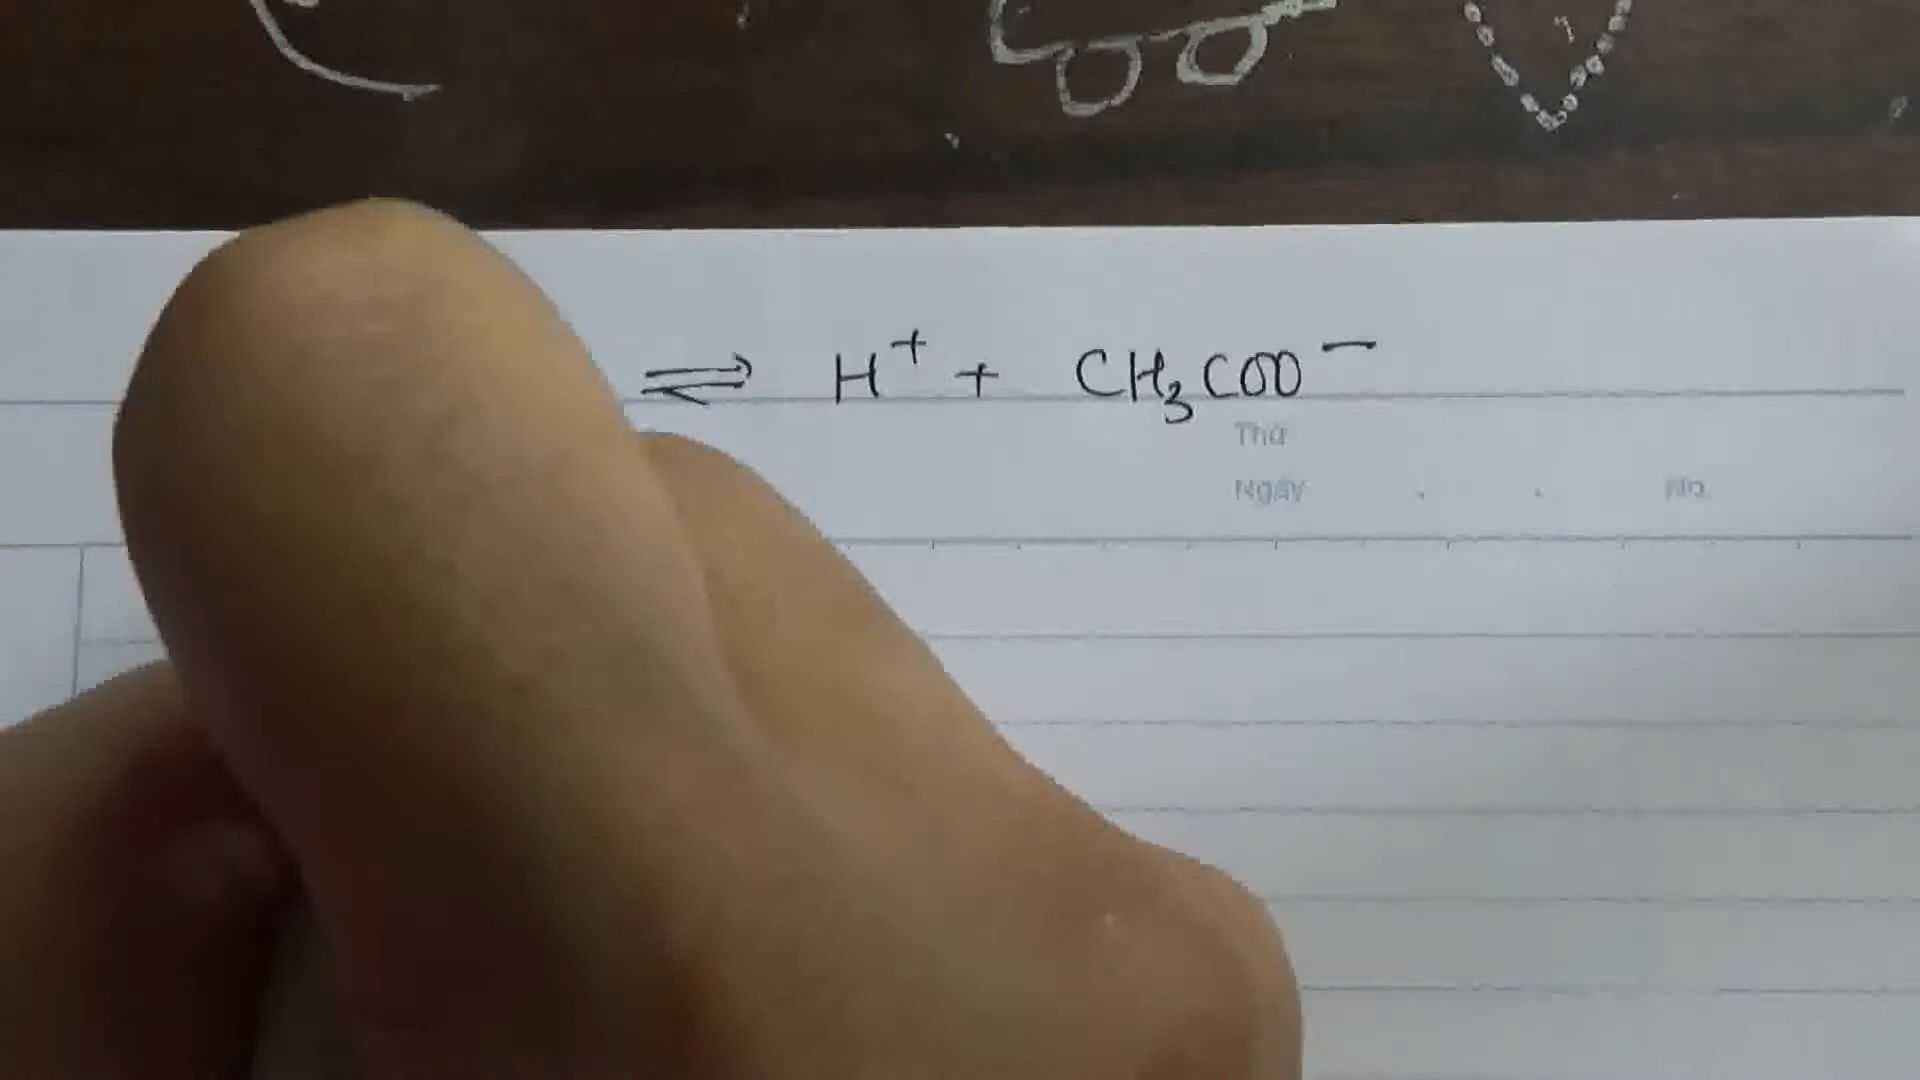 ⇌ H⁺ + CH₃COO⁻
Thứ
Ngày . . No